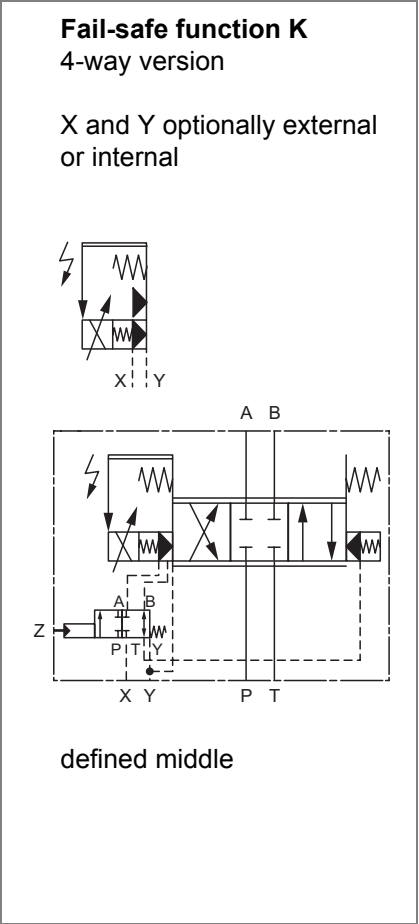 Fail-safe function K
4-way version
X and Y optionally external
or internal
X Y
A B
A B
Z
P T Y
X Y P T
defined middle